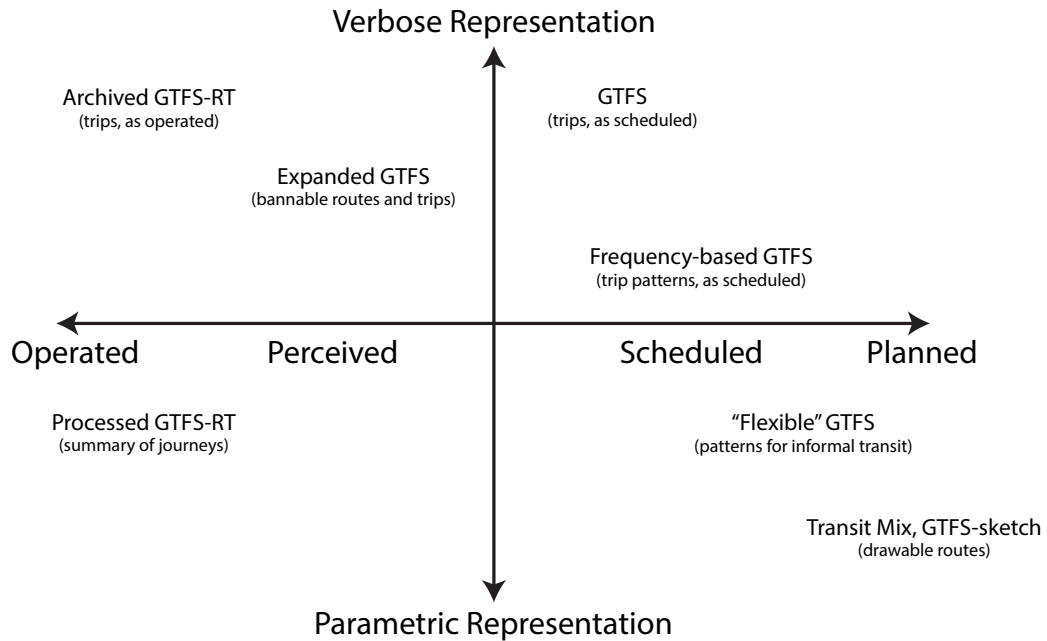 Verbose Representation
Archived GTFS-RT
(trips, as operated)
GTFS
(trips, as scheduled)
Expanded GTFS
(bannable routes and trips)
Frequency-based GTFS
(trip patterns, as scheduled)
Operated
Perceived
Scheduled
Planned
Processed GTFS-RT
(summary of journeys)
“Flexible” GTFS
(patterns for informal transit)
Transit Mix, GTFS-sketch
(drawable routes)
Parametric Representation